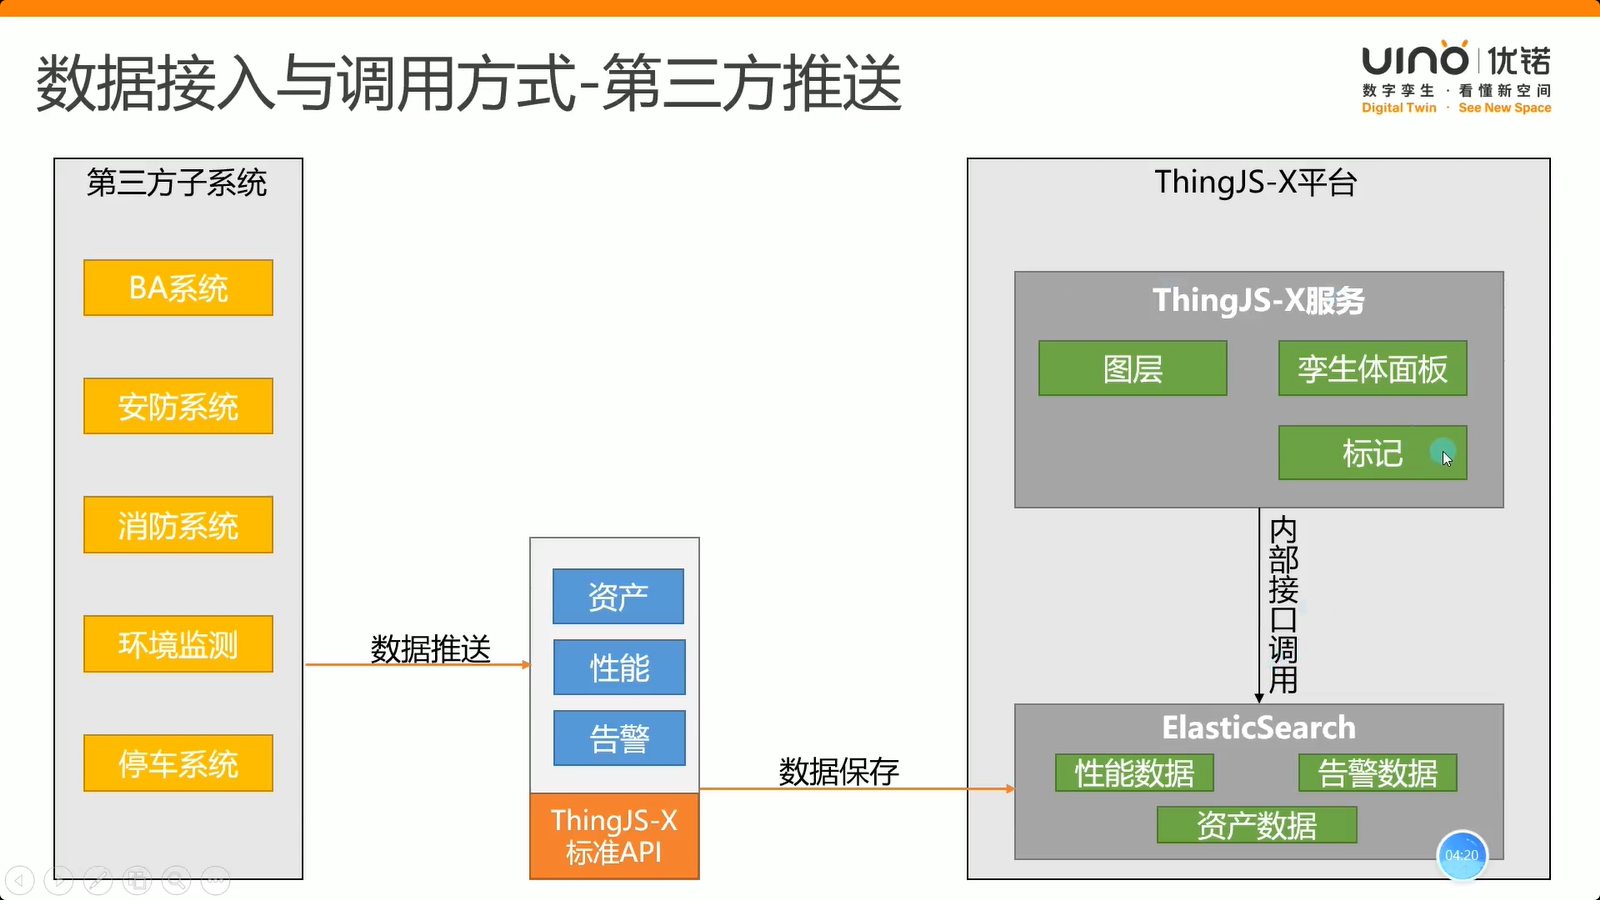 数据接入与调用方式-第三方推送
UINO 优锘
数字孪生 · 看懂新空间
Digital Twin · See New Space
第三方子系统
BA系统
安防系统
消防系统
环境监测
停车系统
数据推送
资产
性能
告警
ThingJS-X
标准API
数据保存
ThingJS-X平台
ThingJS-X服务
图层
孪生体面板
标记
内部接口调用
ElasticSearch
性能数据
告警数据
资产数据
04:20